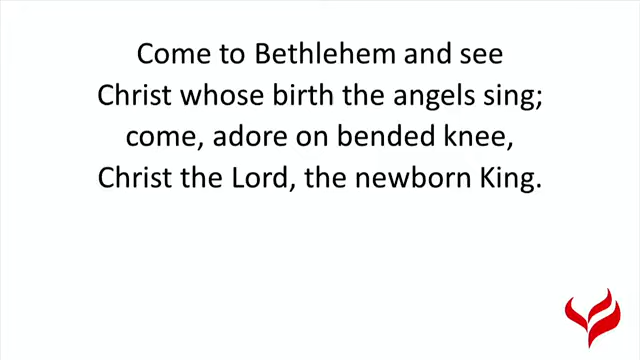 Come to Bethlehem and see
Christ whose birth the angels sing;
come, adore on bended knee,
Christ the Lord, the newborn King.